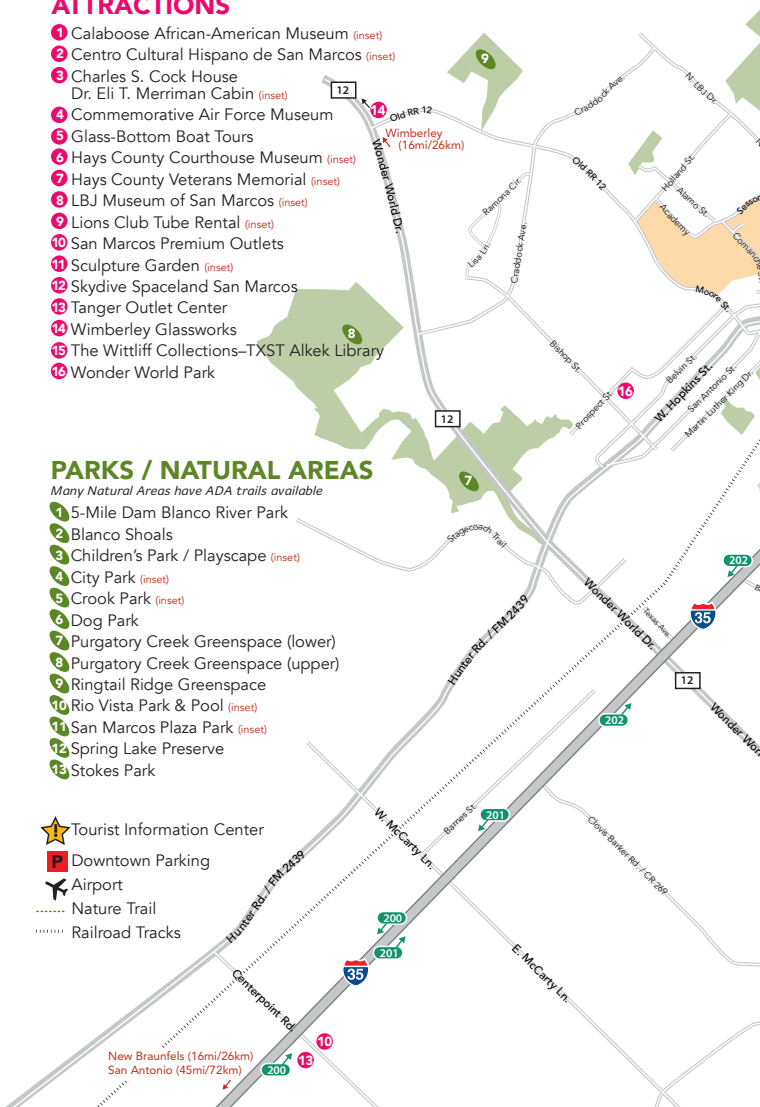 ATTRACTIONS
1 Calaboose African-American Museum (inset)
2 Centro Cultural Hispano de San Marcos (inset)
3 Charles S. Cock House
Dr. Eli T. Merriman Cabin (inset)
4 Commemorative Air Force Museum
5 Glass-Bottom Boat Tours
6 Hays County Courthouse Museum (inset)
7 Hays County Veterans Memorial (inset)
8 LBJ Museum of San Marcos (inset)
9 Lions Club Tube Rental (inset)
10 San Marcos Premium Outlets
11 Sculpture Garden (inset)
12 Skydive Spaceland San Marcos
13 Tanger Outlet Center
14 Wimberley Glassworks
15 The Wittliff Collections–TXST Alkek Library
16 Wonder World Park
PARKS / NATURAL AREAS
Many Natural Areas have ADA trails available
1 5-Mile Dam Blanco River Park
2 Blanco Shoals
3 Children's Park / Playscape (inset)
4 City Park (inset)
5 Crook Park (inset)
6 Dog Park
7 Purgatory Creek Greenspace (lower)
8 Purgatory Creek Greenspace (upper)
9 Ringtail Ridge Greenspace
10 Rio Vista Park & Pool (inset)
11 San Marcos Plaza Park (inset)
12 Spring Lake Preserve
13 Stokes Park
Tourist Information Center
P Downtown Parking
Airport
Nature Trail
Railroad Tracks
12
14
Old RR 12
Wimberley
(16mi/26km)
Wonder World Dr.
9
Craddock Ave.
N. LBJ Dr.
Old RR 12
Holland St.
Alamo St.
Academy
Ramona Cir.
Lisa Ln.
Craddock Ave.
Moore St.
8
Bishop St.
Belvin St.
16
Prospect St.
W. Hopkins St.
San Antonio St.
Martin Luther King Dr.
12
7
Stagecoach Trail
202
Wonder World Dr.
Texas Ave.
35
Hunter Rd. / FM 2439
12
202
Wonder Wor
Barnes St.
201
W. McCarty Ln.
Clovis Barker Rd. / CR 269
Hunter Rd. / FM 2439
200
201
35
E. McCarty Ln.
Centerpoint Rd.
10
13
200
New Braunfels (16mi/26km)
San Antonio (45mi/72km)